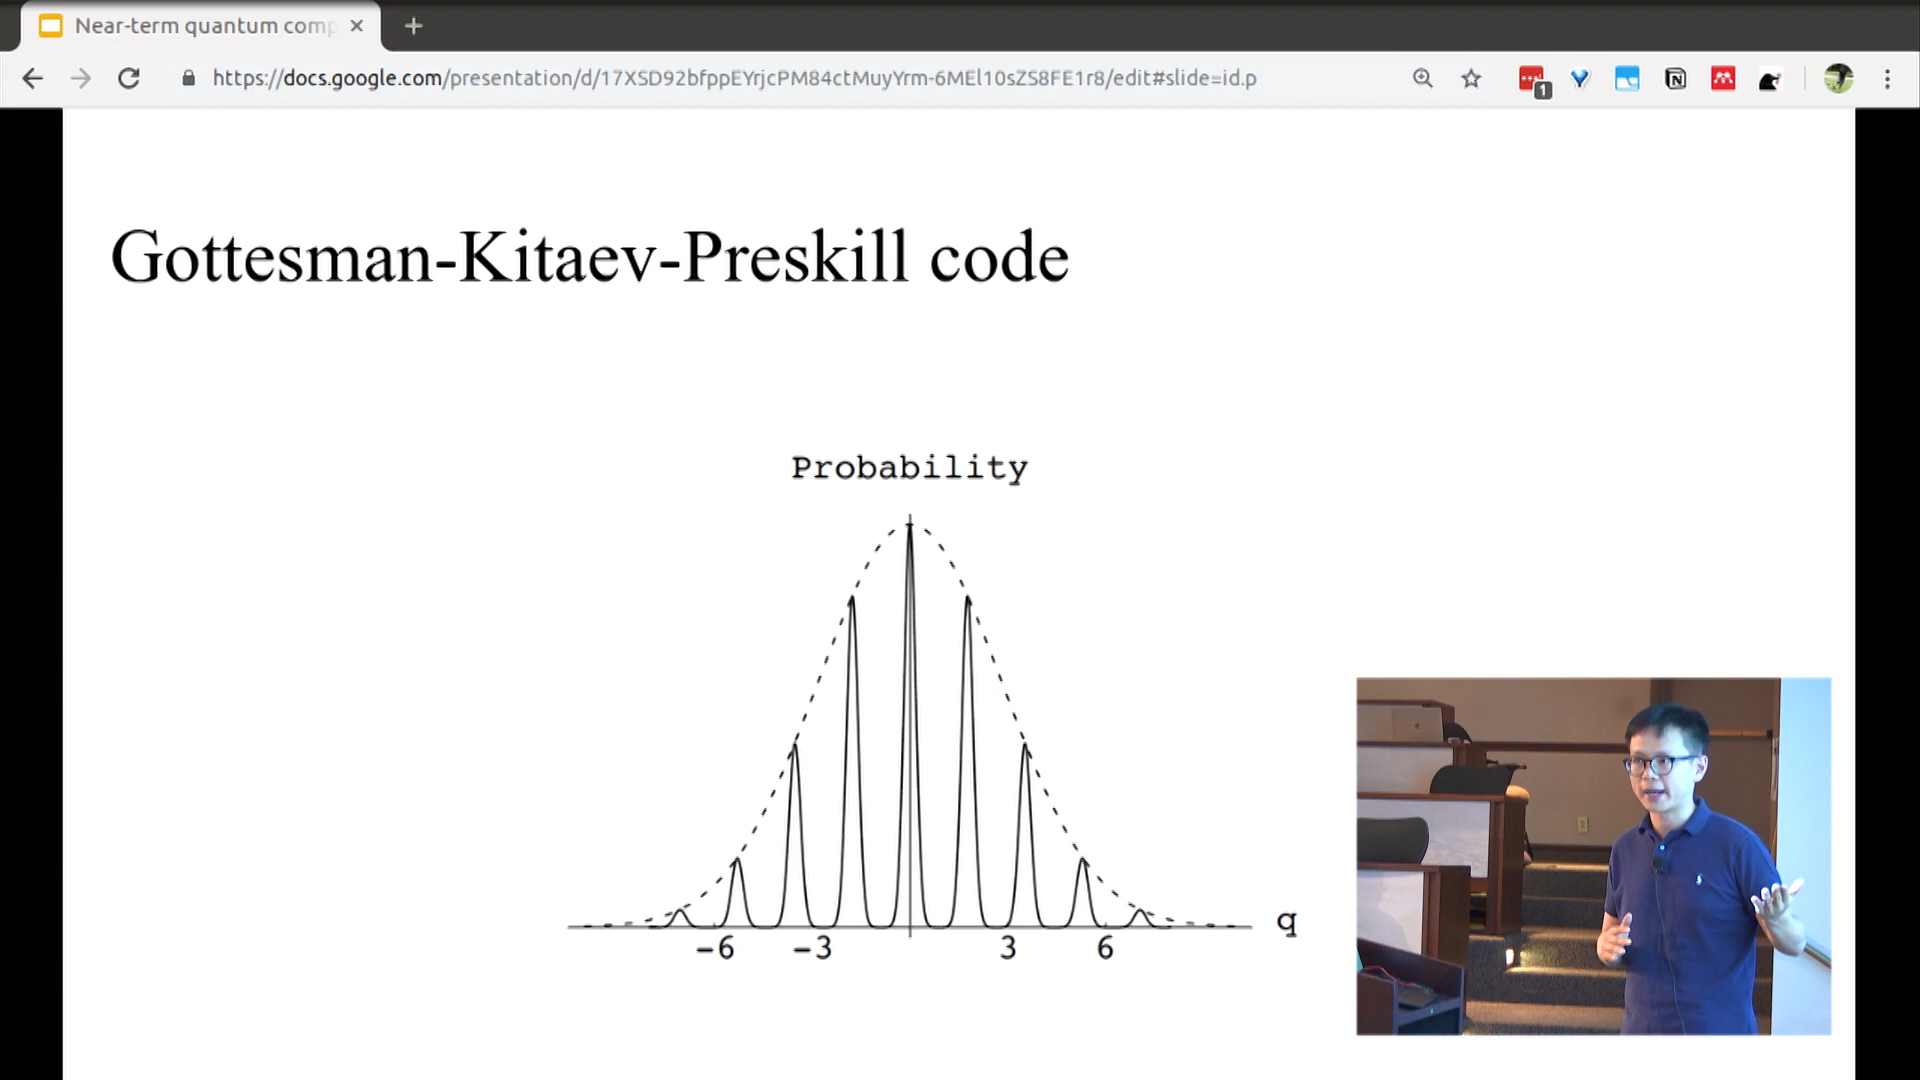 Near-term quantum comp
https://docs.google.com/presentation/d/17XSD92bfppEYrjcPM84ctMuyYrm-6MEl10sZS8FE1r8/edit#slide=id.p
1
Gottesman-Kitaev-Preskill code
Probability
q
-6 -3 3 6